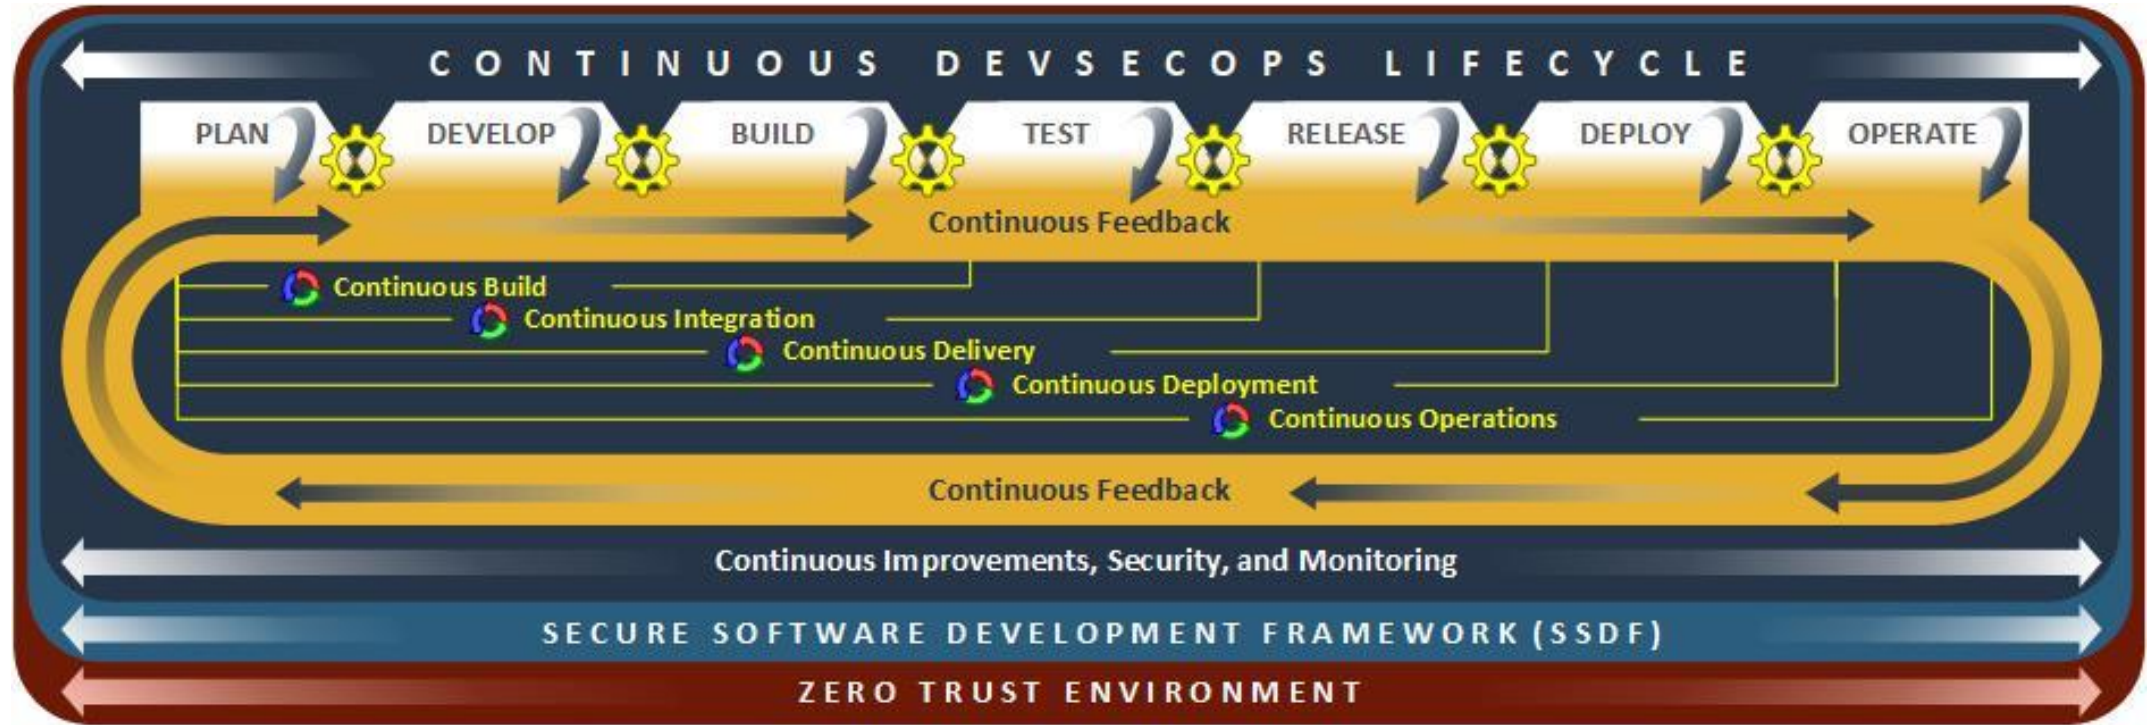 CONTINUOUS DEVSECOPS LIFECYCLE
PLAN DEVELOP BUILD TEST RELEASE DEPLOY OPERATE
Continuous Feedback
Continuous Build
Continuous Integration
Continuous Delivery
Continuous Deployment
Continuous Operations
Continuous Feedback
Continuous Improvements, Security, and Monitoring
SECURE SOFTWARE DEVELOPMENT FRAMEWORK (SSDF)
ZERO TRUST ENVIRONMENT